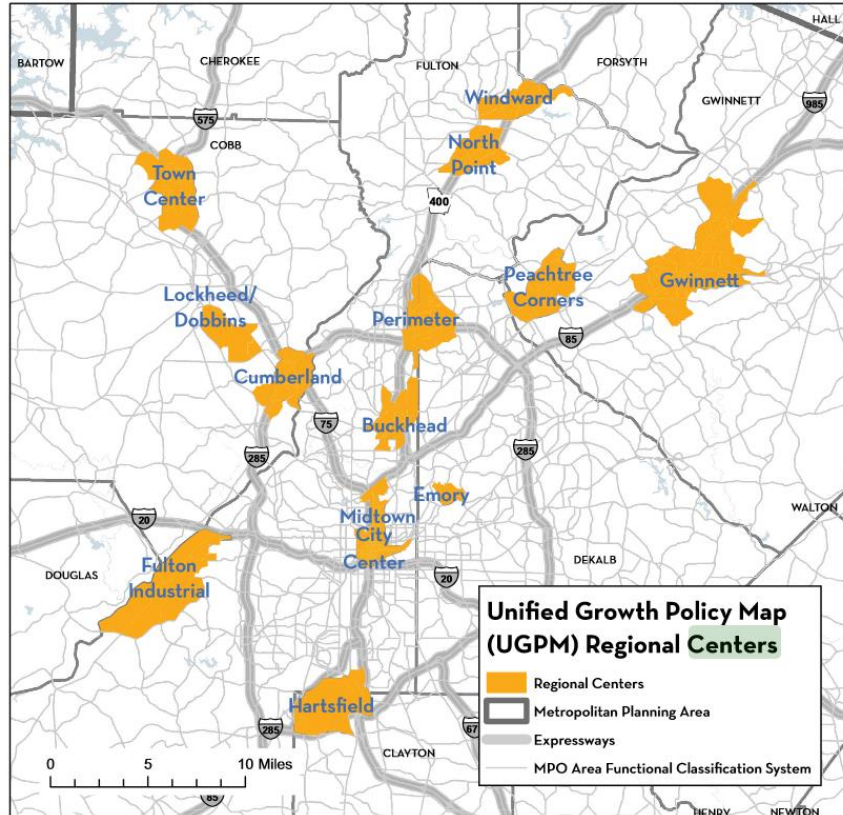 HALL
BARTOW
CHEROKEE
FULTON
FORSYTH
GWINNETT
Windward
985
575
COBB
North
Point
Town
Center
400
Peachtree
Corners
Gwinnett
Lockheed/
Dobbins
Perimeter
85
Cumberland
Buckhead
75
285
285
Emory
WALTON
Midtown
City
Center
20
DEKALB
Fulton
Industrial
DOUGLAS
20
Unified Growth Policy Map
(UGPM) Regional Centers
Regional Centers
Metropolitan Planning Area
Expressways
MPO Area Functional Classification System
Hartsfield
285
67
CLAYTON
0 5 10 Miles
85
HENRY
NEWTON